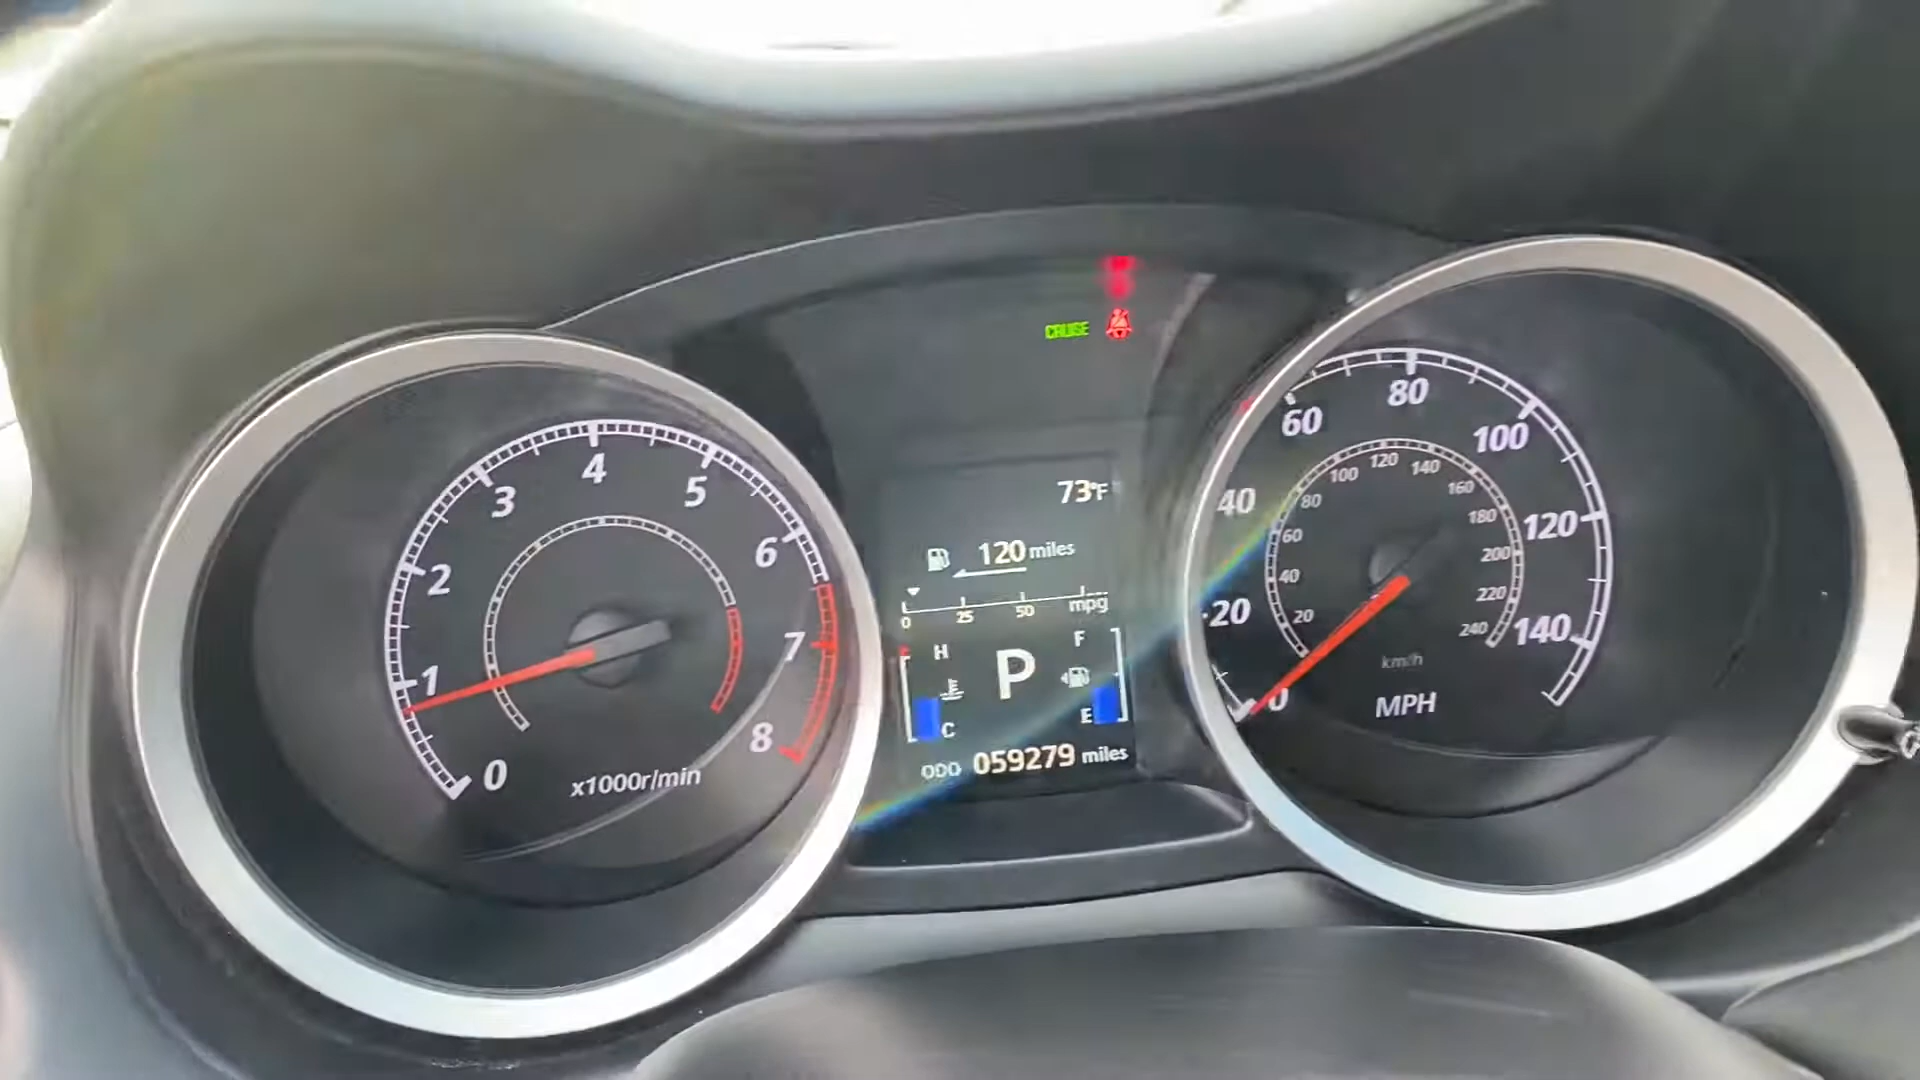 CRUISE
73°F
120 miles
0 25 50 mpg
H F
P
C E
ODO 059279 miles
0 1 2 3 4 5 6 7 8
x1000r/min
0 20 40 60 80 100 120 140
20 40 60 80 100 120 140 160 180 200 220 240
km/h
MPH